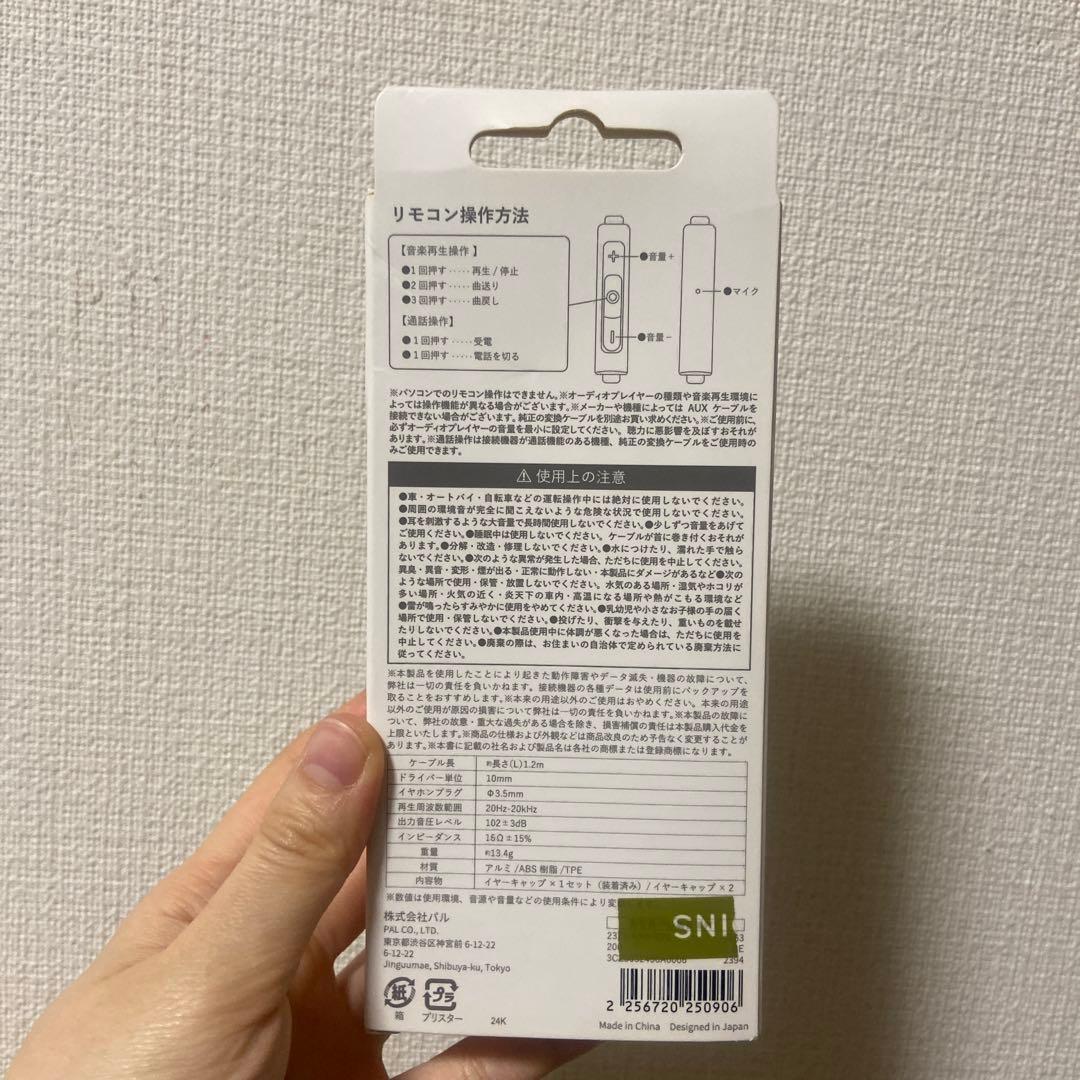 リモコン操作方法
【音楽再生操作】
●1回押す‥‥‥再生/停止
●2回押す‥‥‥曲送り
●3回押す‥‥‥曲戻し
【通話操作】
●1回押す‥‥‥受電
●1回押す‥‥‥電話を切る
●音量+
●マイク
●音量−
※パソコンでのリモコン操作はできません。※オーディオプレイヤーの種類や音楽再生環境に
よっては操作機能が異なる場合がございます。※メーカーや機種によっては AUX ケーブルを
接続できない場合がございます。純正の変換ケーブルを別途お買い求めください。※ご使用前に、
必ずオーディオプレイヤーの音量を最小に設定してください。聴力に悪影響を及ぼすおそれが
あります。※通話操作は接続機器が通話機能のある機種、純正の変換ケーブルをご使用時の
みご使用できます。
⚠使用上の注意
●車・オートバイ・自転車などの運転操作中には絶対に使用しないでください。
●周囲の環境音が完全に聞こえないような危険な状況で使用しないでください。
●耳を刺激するような大音量で長時間使用しないでください。●少しずつ音量をあげて
ご使用ください。●睡眠中は使用しないでください。ケーブルが首に巻き付くおそれが
あります。●分解・改造・修理しないでください。●水につけたり、濡れた手で触ら
ないでください。●次のような異常が発生した場合、ただちに使用を中止してください。
異臭・異音・変形・煙が出る・正常に動作しない・本製品にダメージがあるなど●次の
ような場所で使用・保管・放置しないでください。水気のある場所・湿気やホコリが
多い場所・火気の近く・炎天下の車内・高温になる場所や熱がこもる環境など
●雷が鳴ったらすみやかに使用をやめてください。●乳幼児や小さなお子様の手の届く
場所で使用・保管しないでください。●投げたり、衝撃を与えたり、重いものを載せ
たりしないでください。●本製品使用中に体調が悪くなった場合は、ただちに使用を
中止してください。●廃棄の際は、お住まいの自治体で定められている廃棄方法に
従ってください。
※本製品を使用したことにより起きた動作障害やデータ滅失・機器の故障について、
弊社は一切の責任を負いかねます。接続機器の各種データは使用前にバックアップを
取ることをおすすめします。※本来の用途以外のご使用はおやめください。本来の用途
以外のご使用が原因の損害について弊社は一切の責任を負いかねます。※本製品の故障に
ついて、弊社の故意・重大な過失がある場合を除き、損害補償の責任は本製品購入代金を
上限といたします。※商品の仕様および外観などは商品改良のため予告なく変更することが
あります。※本書に記載の社名および製品名は各社の商標または登録商標になります。
ケーブル長 約長さ(L)1.2m
ドライバー単位 10mm
イヤホンプラグ Φ3.5mm
再生周波数範囲 20Hz-20kHz
出力音圧レベル 102±3dB
インピーダンス 16Ω±15%
重量 約13.4g
材質 アルミ/ABS樹脂/TPE
内容物 イヤーキャップ×1セット（装着済み）/イヤーキャップ×2
※数値は使用環境、音源や音量などの使用条件により変
株式会社パル
PAL CO., LTD.
東京都渋谷区神宮前 6-12-22
6-12-22
Jinguumae, Shibuya-ku, Tokyo
SNI
2394
2 256720 250906
紙
箱
プラ
ブリスター
24K
Made in China Designed in Japan